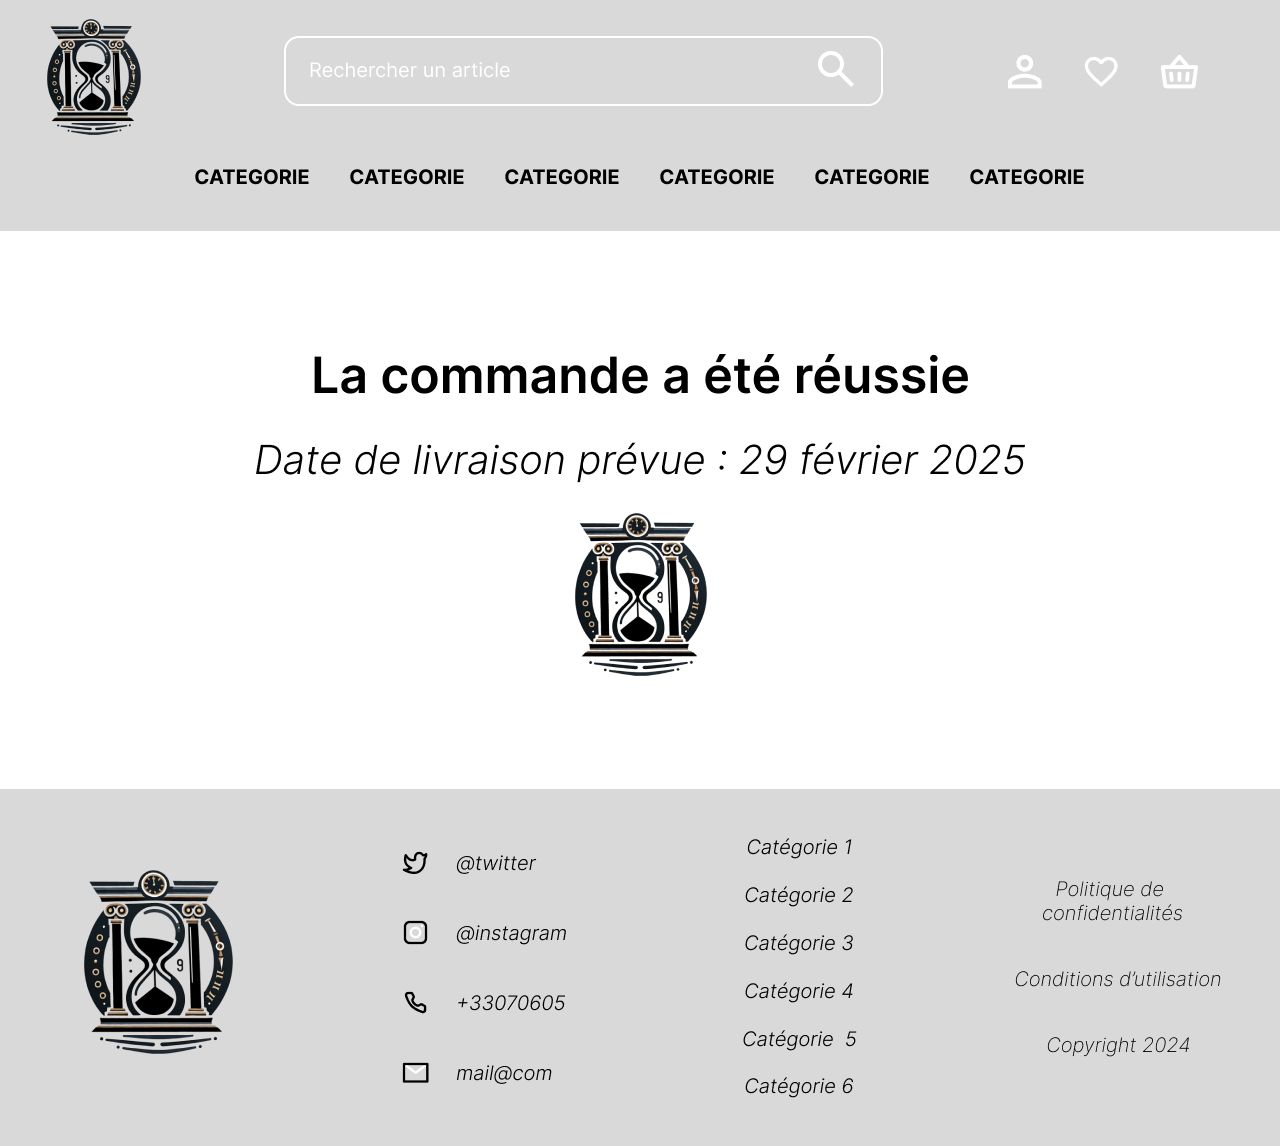 Rechercher un article
CATEGORIE CATEGORIE CATEGORIE CATEGORIE CATEGORIE CATEGORIE
La commande a été réussie
Date de livraison prévue : 29 février 2025
9
@twitter
@instagram
+33070605
mail@com
Catégorie 1
Catégorie 2
Catégorie 3
Catégorie 4
Catégorie 5
Catégorie 6
Politique de
confidentialités
Conditions d’utilisation
Copyright 2024